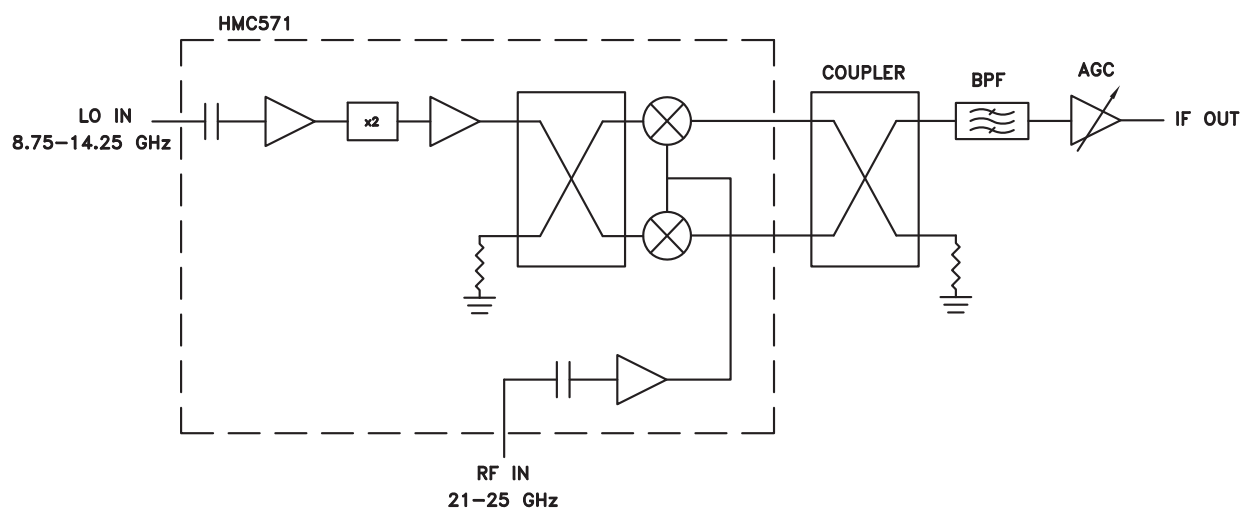 HMC571
LO IN
8.75–14.25 GHz
x2
COUPLER
BPF
AGC
IF OUT
RF IN
21–25 GHz